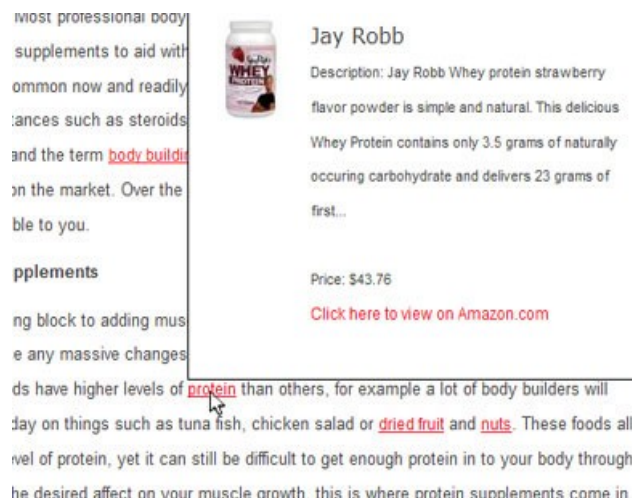 Most professional body
supplements to aid with
ommon now and readily
tances such as steroids
and the term body buildin
on the market. Over the
ble to you.
pplements
ng block to adding mus
e any massive changes
WHEY
PROTEIN
Jay Robb
Description: Jay Robb Whey protein strawberry
flavor powder is simple and natural. This delicious
Whey Protein contains only 3.5 grams of naturally
occuring carbohydrate and delivers 23 grams of
first...
Price: $43.76
Click here to view on Amazon.com
ds have higher levels of protein than others, for example a lot of body builders will
day on things such as tuna fish, chicken salad or dried fruit and nuts. These foods all
evel of protein, yet it can still be difficult to get enough protein in to your body through
he desired affect on your muscle growth, this is where protein supplements come in